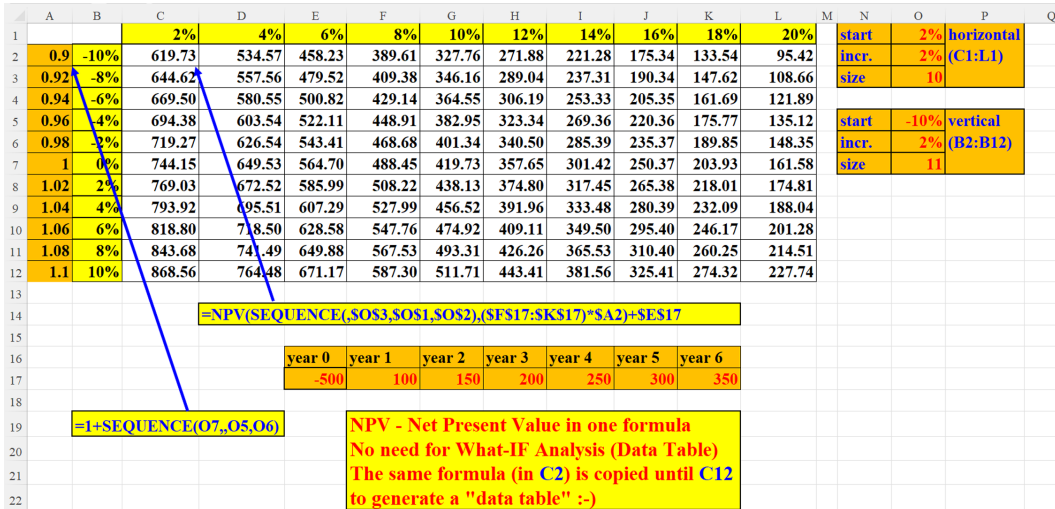 A B C D E F G H I J K L M N O P Q
1 2% 4% 6% 8% 10% 12% 14% 16% 18% 20% start 2% horizontal
2 0.9 -10% 619.73 534.57 458.23 389.61 327.76 271.88 221.28 175.34 133.54 95.42 incr. 2% (C1:L1)
3 0.92 -8% 644.62 557.56 479.52 409.38 346.16 289.04 237.31 190.34 147.62 108.66 size 10
4 0.94 -6% 669.50 580.55 500.82 429.14 364.55 306.19 253.33 205.35 161.69 121.89
5 0.96 -4% 694.38 603.54 522.11 448.91 382.95 323.34 269.36 220.36 175.77 135.12 start -10% vertical
6 0.98 -2% 719.27 626.54 543.41 468.68 401.34 340.50 285.39 235.37 189.85 148.35 incr. 2% (B2:B12)
7 1 0% 744.15 649.53 564.70 488.45 419.73 357.65 301.42 250.37 203.93 161.58 size 11
8 1.02 2% 769.03 672.52 585.99 508.22 438.13 374.80 317.45 265.38 218.01 174.81
9 1.04 4% 793.92 695.51 607.29 527.99 456.52 391.96 333.48 280.39 232.09 188.04
10 1.06 6% 818.80 718.50 628.58 547.76 474.92 409.11 349.50 295.40 246.17 201.28
11 1.08 8% 843.68 741.49 649.88 567.53 493.31 426.26 365.53 310.40 260.25 214.51
12 1.1 10% 868.56 764.48 671.17 587.30 511.71 443.41 381.56 325.41 274.32 227.74
13
14 =NPV(SEQUENCE(,$O$3,$O$1,$O$2),($F$17:$K$17)*$A2)+$E$17
15
16 year 0 year 1 year 2 year 3 year 4 year 5 year 6
17 -500 100 150 200 250 300 350
18
19 =1+SEQUENCE(O7,,O5,O6) NPV - Net Present Value in one formula
20 No need for What-IF Analysis (Data Table)
21 The same formula (in C2) is copied until C12
22 to generate a "data table" :-)